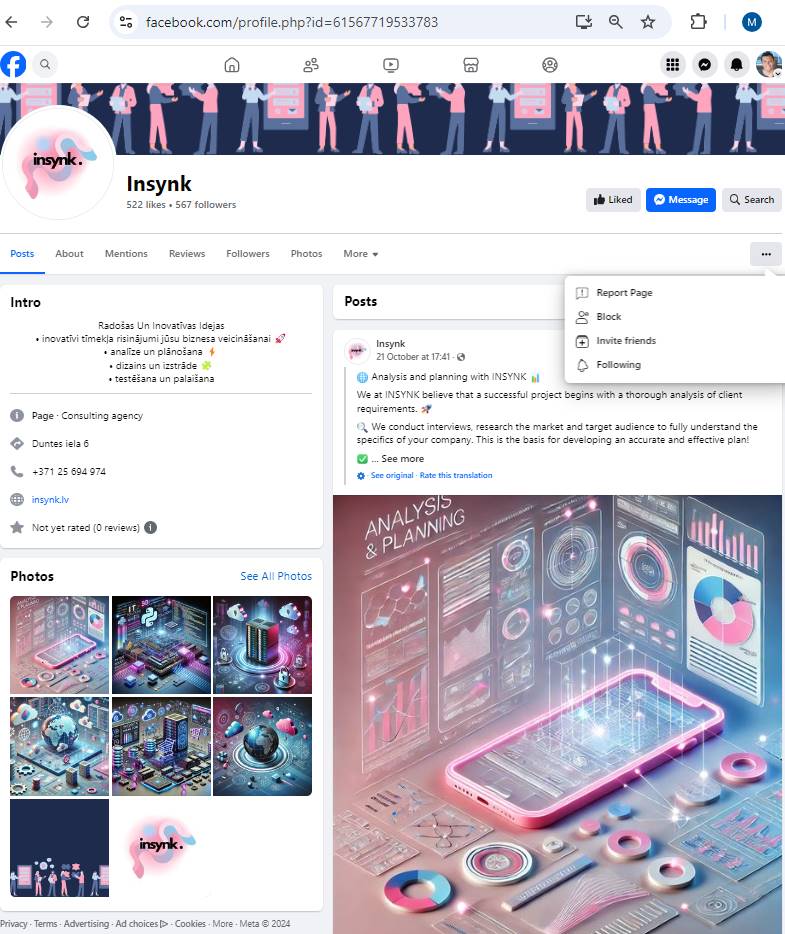 facebook.com/profile.php?id=61567719533783
M
insynk.
Insynk
522 likes • 567 followers
Liked
Message
Search
Posts
About
Mentions
Reviews
Followers
Photos
More
Report Page
Block
Invite friends
Following
Intro
Radošas Un Inovatīvas Idejas
• inovatīvi tīmekļa risinājumi jūsu biznesa veicināšanai 🚀
• analīze un plānošana ⚡
• dizains un izstrāde 🧩
• testēšana un palaišana
Page · Consulting agency
Duntes iela 6
+371 25 694 974
insynk.lv
Not yet rated (0 reviews)
Photos
See All Photos
ANALYSIS
& PLANNING
insynk.
Privacy · Terms · Advertising · Ad choices · Cookies · More · Meta © 2024
Posts
Insynk
21 October at 17:41 ·
🌐 Analysis and planning with INSYNK 📊
We at INSYNK believe that a successful project begins with a thorough analysis of client
requirements. 🚀
🔍 We conduct interviews, research the market and target audience to fully understand the
specifics of your company. This is the basis for developing an accurate and effective plan!
✅ ... See more
See original · Rate this translation
ANALYSIS
& PLANNING